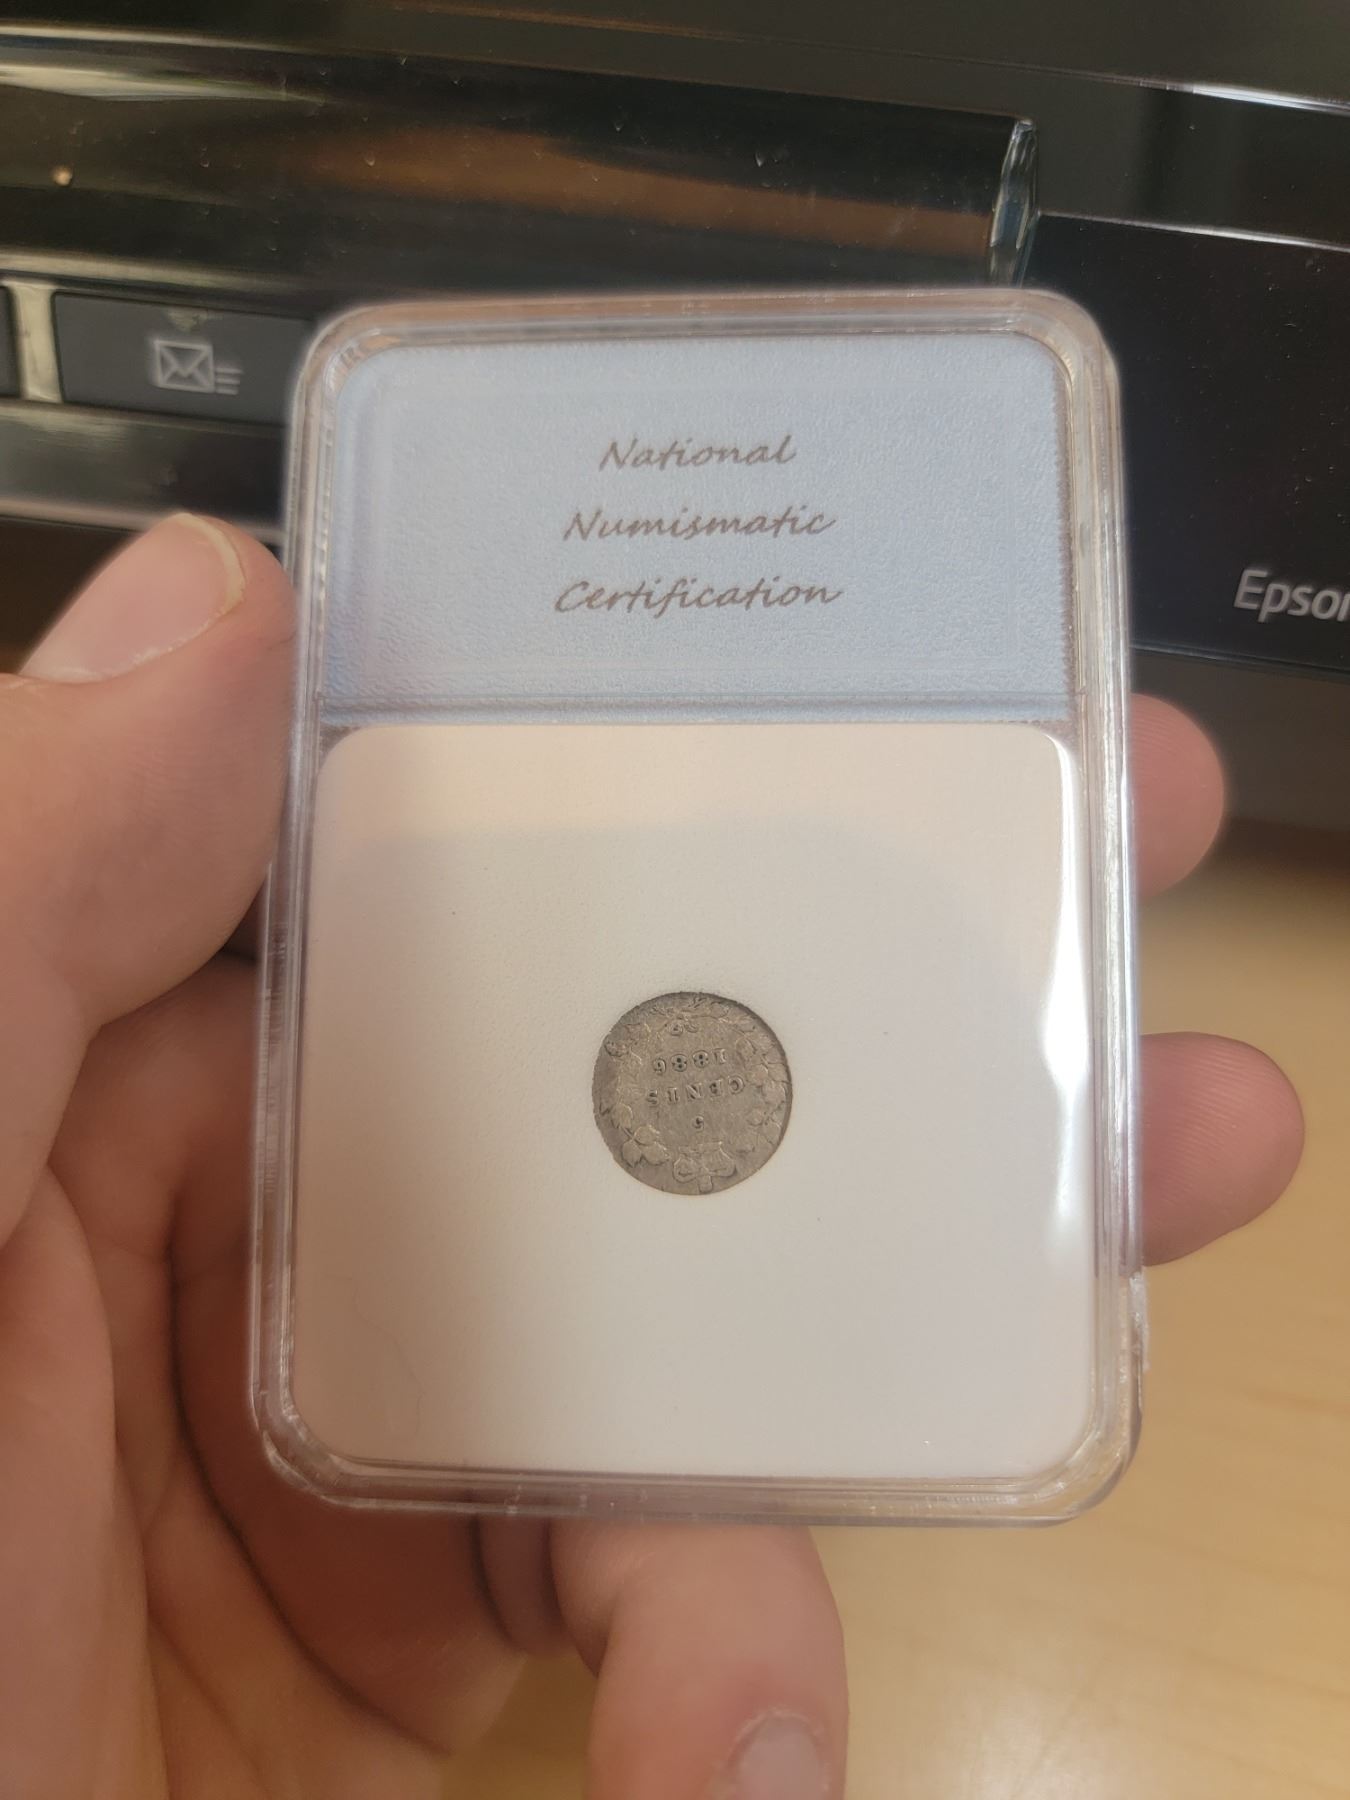 National
Numismatic
Certification
Epson
5
CENTS
1886